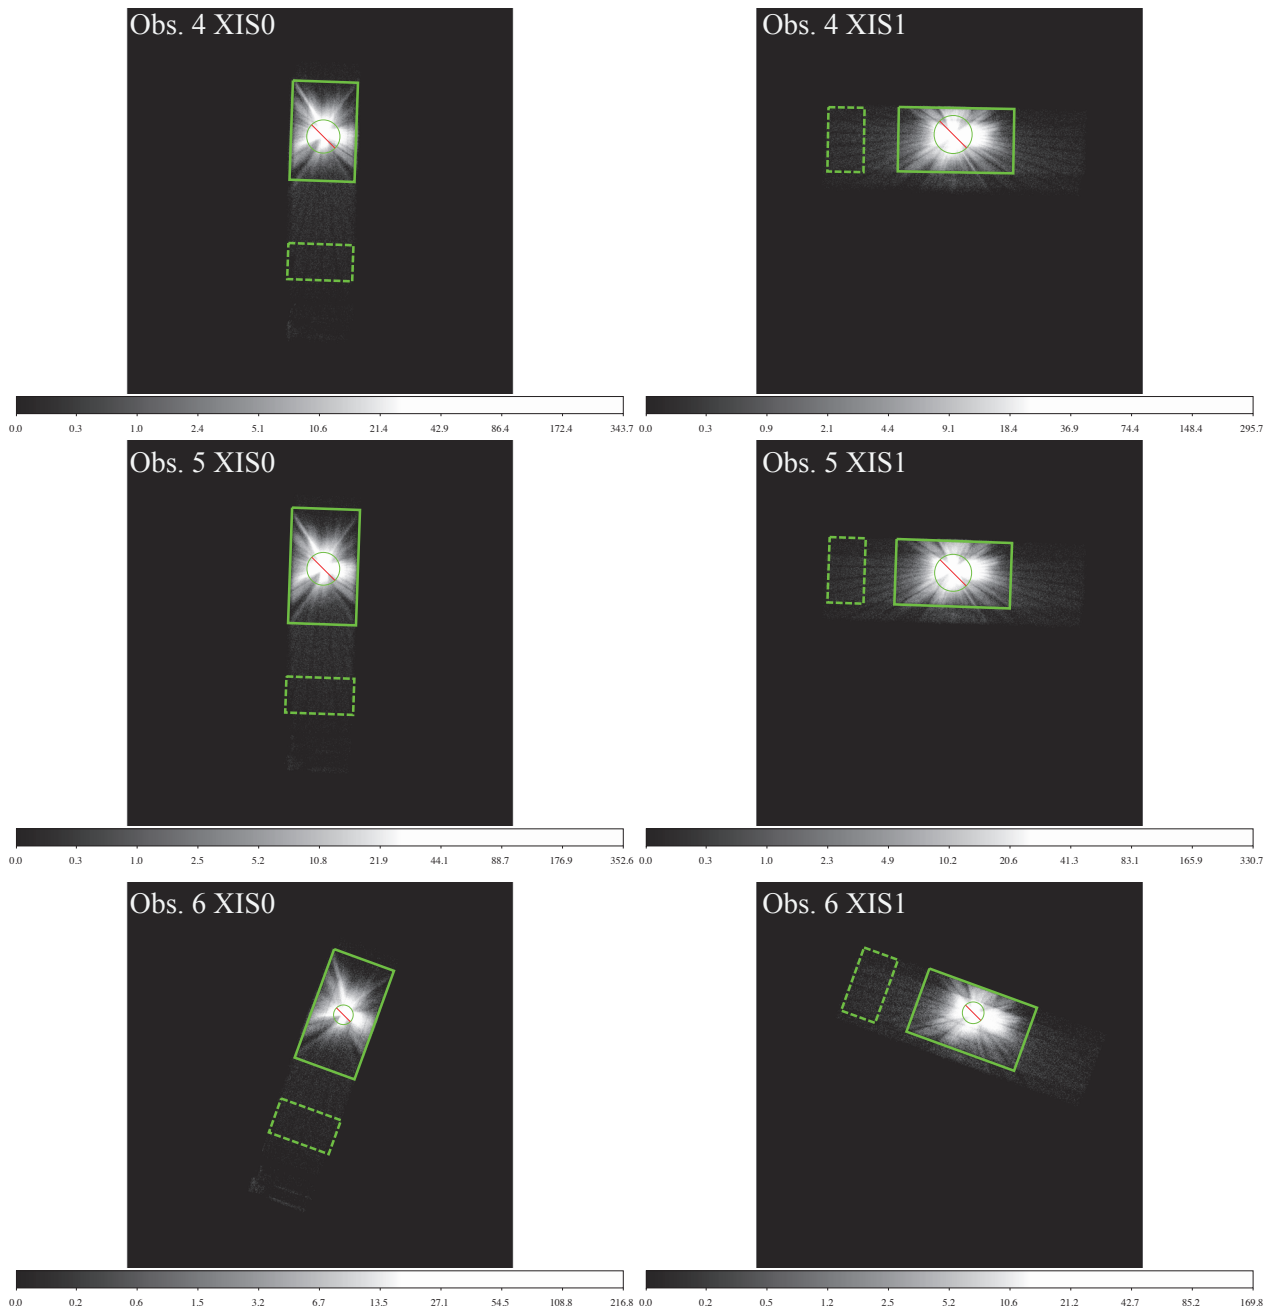 Obs. 4 XIS0
Obs. 4 XIS1
0.0 0.3 1.0 2.4 5.1 10.6 21.4 42.9 86.4 172.4 343.7
0.0 0.3 0.9 2.1 4.4 9.1 18.4 36.9 74.4 148.4 295.7
Obs. 5 XIS0
Obs. 5 XIS1
0.0 0.3 1.0 2.5 5.2 10.8 21.9 44.1 88.7 176.9 352.6
0.0 0.3 1.0 2.3 4.9 10.2 20.6 41.3 83.1 165.9 330.7
Obs. 6 XIS0
Obs. 6 XIS1
0.0 0.2 0.6 1.5 3.2 6.7 13.5 27.1 54.5 108.8 216.8
0.0 0.2 0.5 1.2 2.5 5.2 10.6 21.2 42.7 85.2 169.8